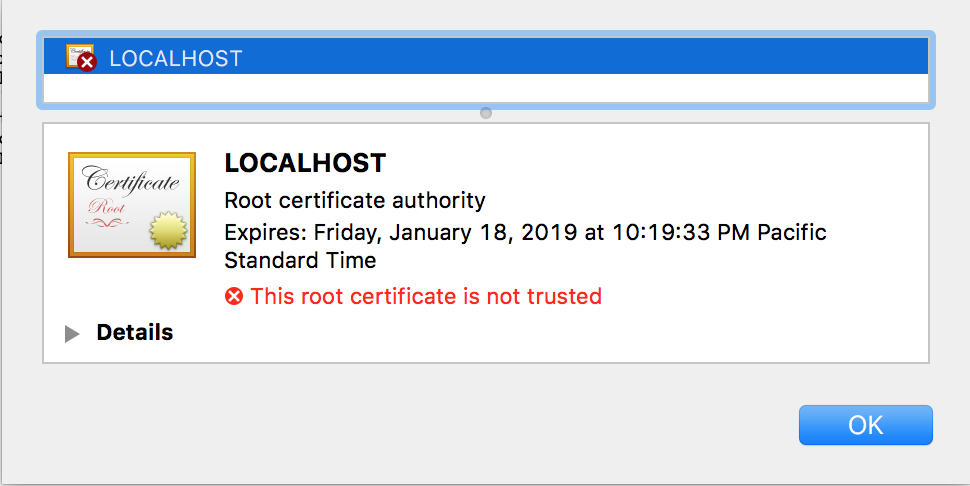 LOCALHOST
Certificate
Root
LOCALHOST
Root certificate authority
Expires: Friday, January 18, 2019 at 10:19:33 PM Pacific
Standard Time
This root certificate is not trusted
Details
OK